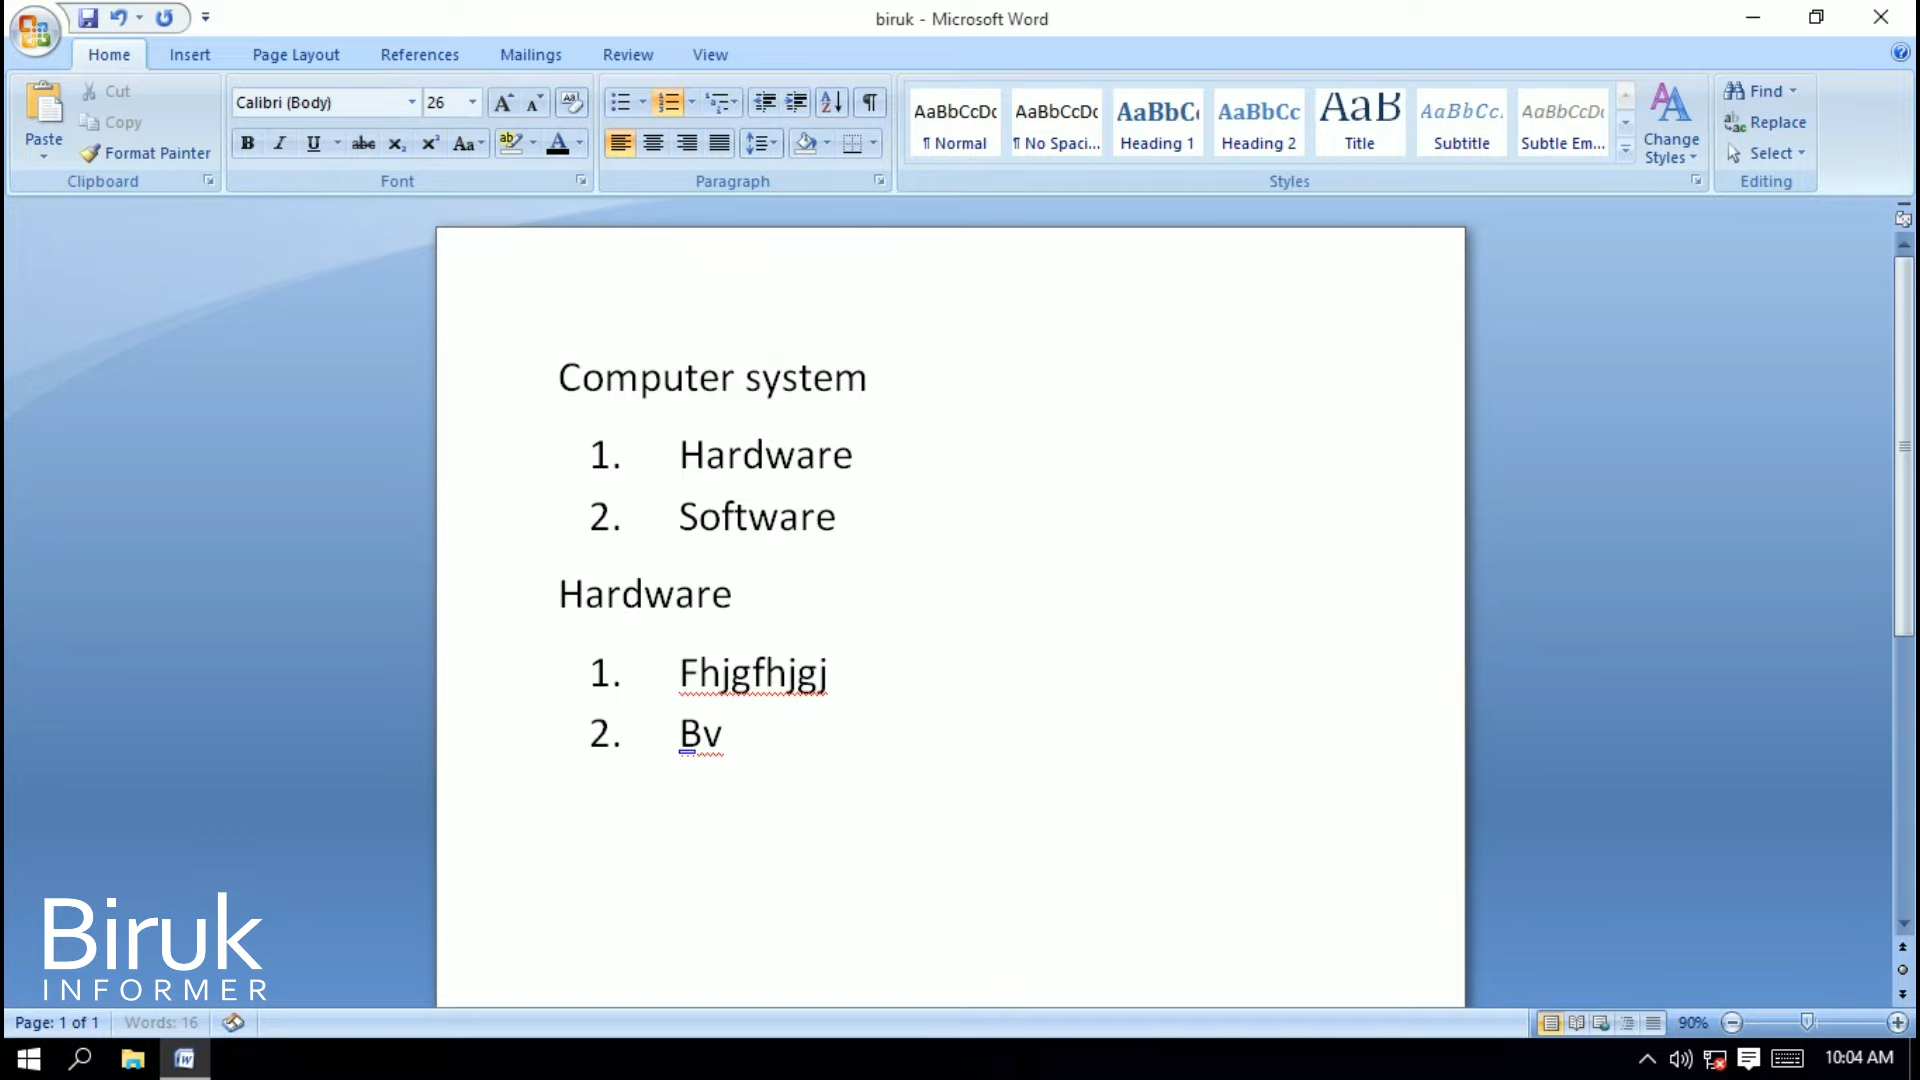 biruk - Microsoft Word
Home Insert Page Layout References Mailings Review View
Paste
Cut
Copy
Format Painter
Clipboard
Calibri (Body) 26
Font
Paragraph
AaBbCcDc AaBbCcDc AaBbC AaBbCc AaB AaBbCc. AaBbCcDc
¶ Normal ¶ No Spaci... Heading 1 Heading 2 Title Subtitle Subtle Em...
Change Styles
Styles
Find
Replace
Select
Editing
Computer system
1. Hardware
2. Software
Hardware
1. Fhjgfhjgj
2. Bv
Biruk
INFORMER
Page: 1 of 1 Words: 16
90%
10:04 AM